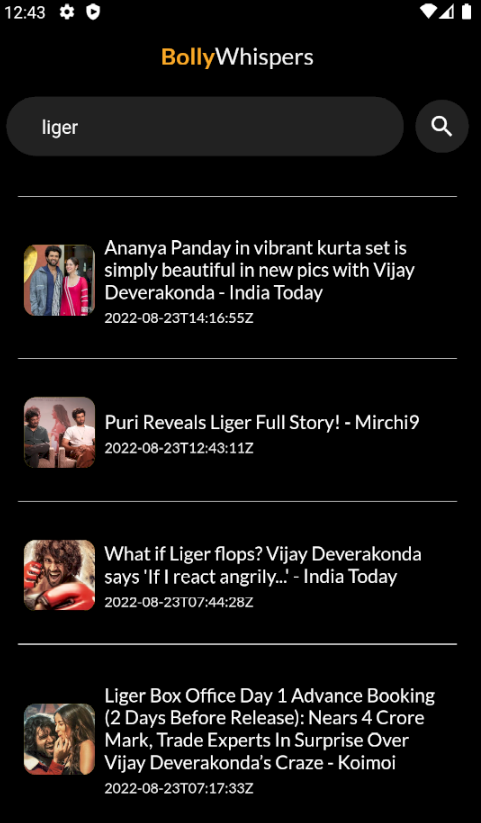 12:43
BollyWhispers
liger
Ananya Panday in vibrant kurta set is
simply beautiful in new pics with Vijay
Deverakonda - India Today
2022-08-23T14:16:55Z
Puri Reveals Liger Full Story! - Mirchi9
2022-08-23T12:43:11Z
What if Liger flops? Vijay Deverakonda
says 'If I react angrily...' - India Today
2022-08-23T07:44:28Z
Liger Box Office Day 1 Advance Booking
(2 Days Before Release): Nears 4 Crore
Mark, Trade Experts In Surprise Over
Vijay Deverakonda’s Craze - Koimoi
2022-08-23T07:17:33Z